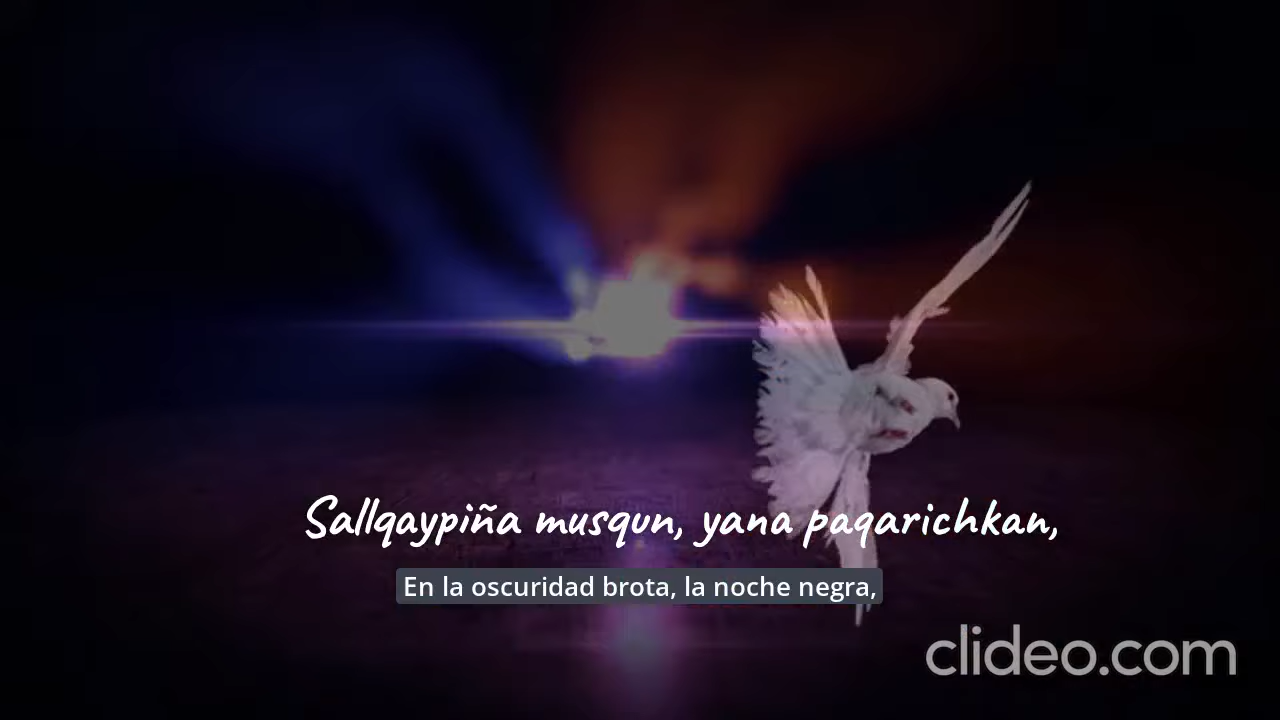 Sallqaypiña musqun, yana paqarichkan,
En la oscuridad brota, la noche negra,
clideo.com